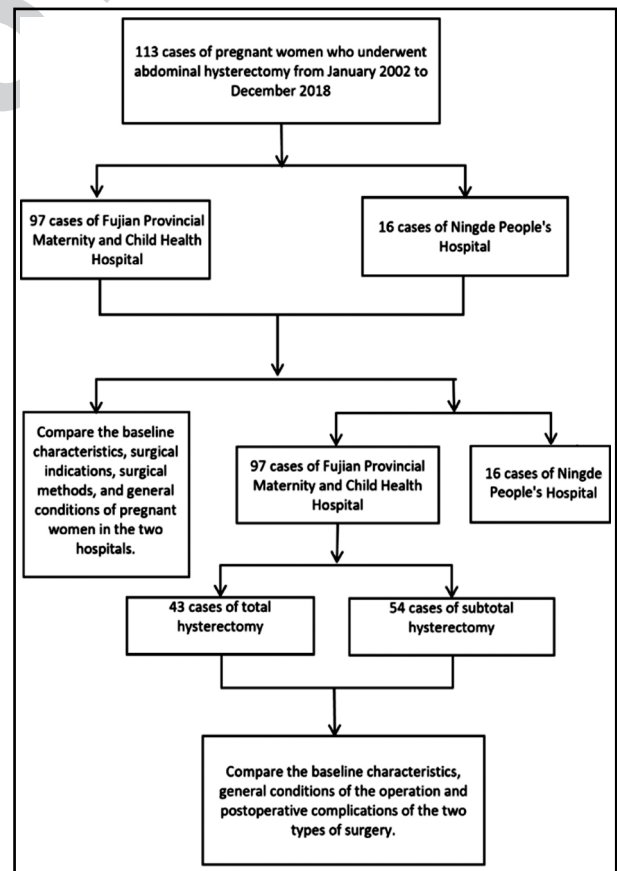 113 cases of pregnant women who underwent
abdominal hysterectomy from January 2002 to
December 2018
97 cases of Fujian Provincial
Maternity and Child Health
Hospital
16 cases of Ningde People's
Hospital
Compare the baseline
characteristics, surgical
indications, surgical
methods, and general
conditions of pregnant
women in the two
hospitals.
97 cases of Fujian Provincial
Maternity and Child Health
Hospital
16 cases of Ningde
People's Hospital
43 cases of total
hysterectomy
54 cases of subtotal
hysterectomy
Compare the baseline characteristics,
general conditions of the operation and
postoperative complications of the two
types of surgery.